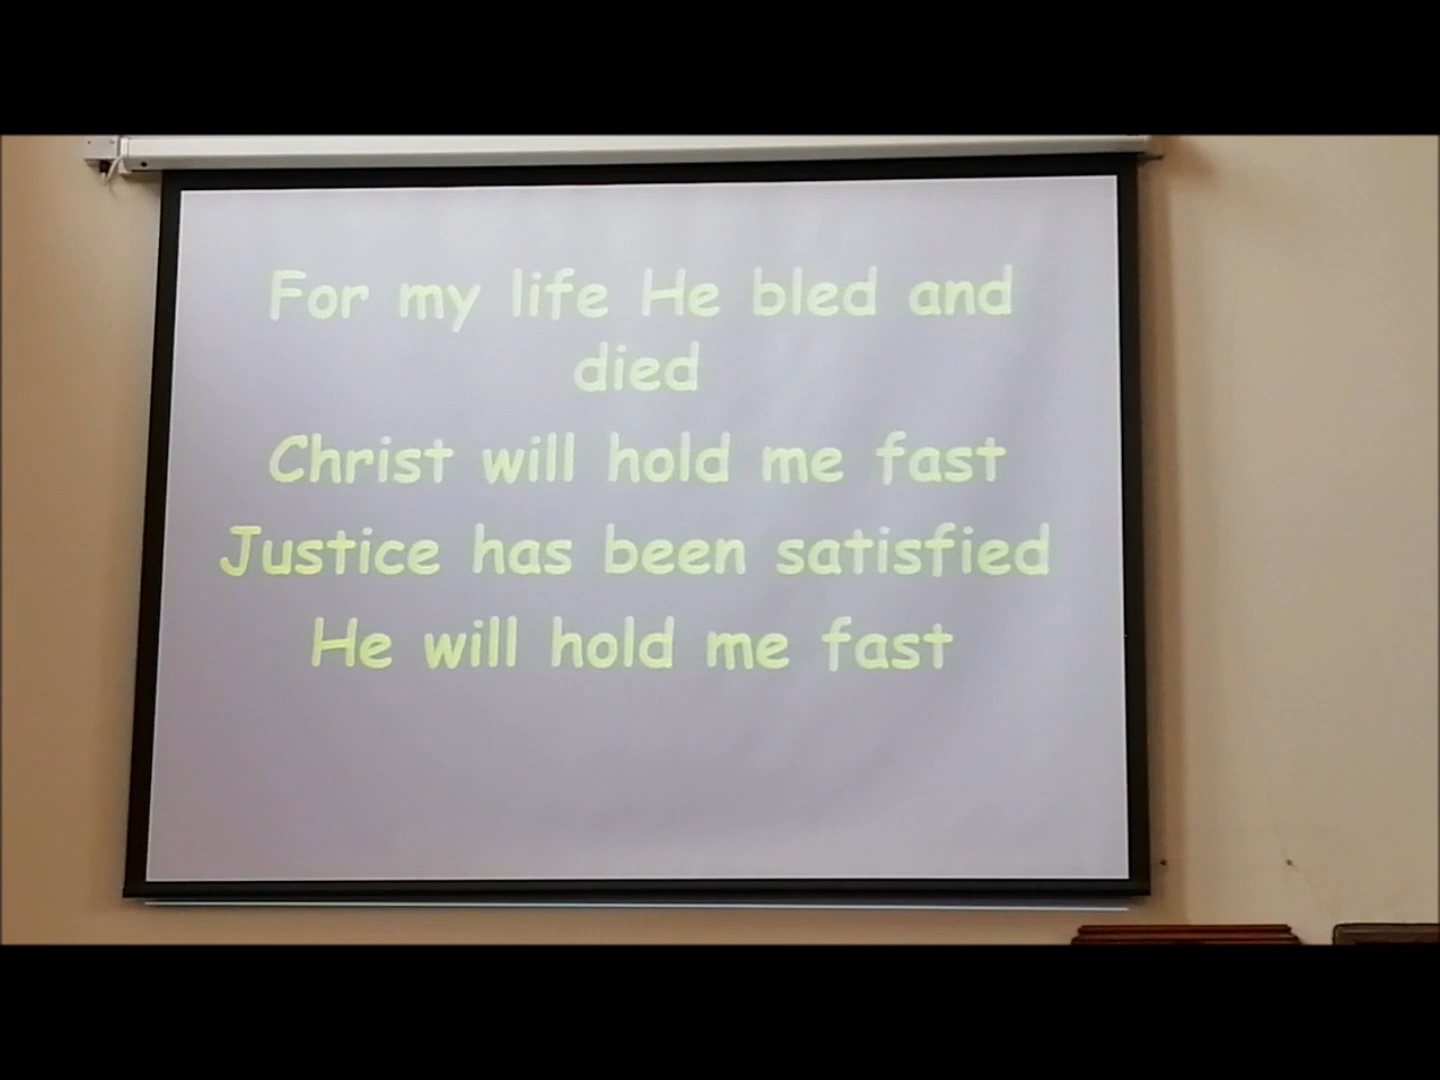 For my life He bled and
died
Christ will hold me fast
Justice has been satisfied
He will hold me fast